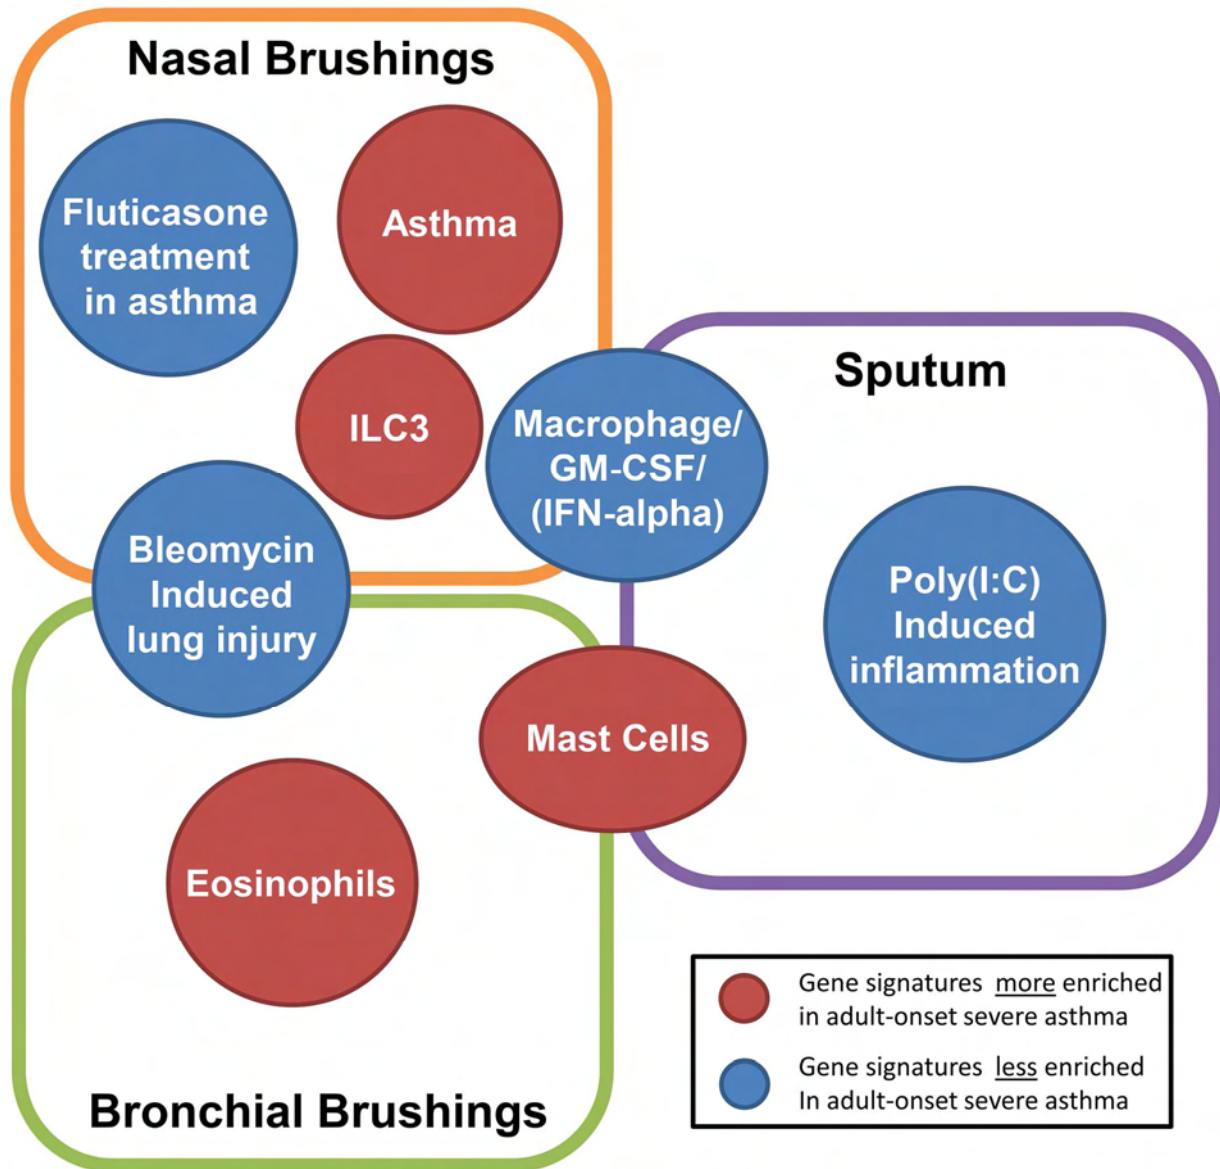 Nasal Brushings
Fluticasone
treatment
in asthma
Asthma
ILC3
Macrophage/
GM-CSF/
(IFN-alpha)
Sputum
Bleomycin
Induced
lung injury
Poly(I:C)
Induced
inflammation
Mast Cells
Eosinophils
Bronchial Brushings
Gene signatures more enriched
in adult-onset severe asthma
Gene signatures less enriched
In adult-onset severe asthma